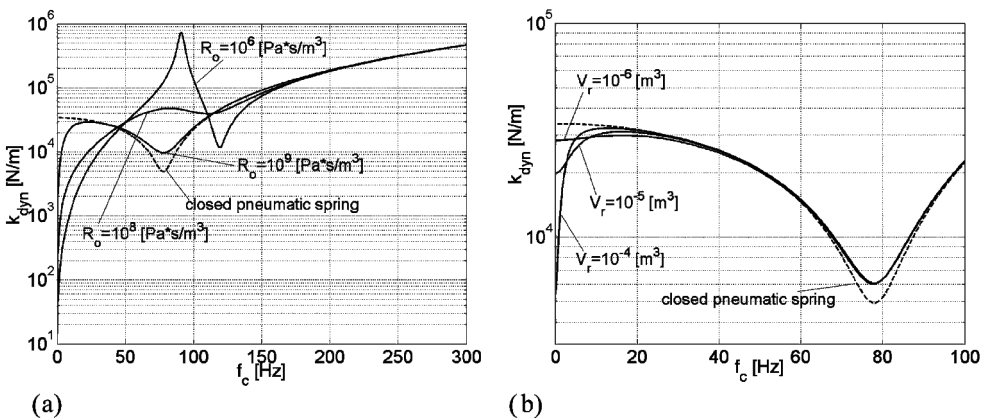 10^6
10^5
10^4
10^3
10^2
10^1
k_dyn [N/m]
R_o=10^6 [Pa*s/m^3]
R_o=10^9 [Pa*s/m^3]
closed pneumatic spring
R_o=10^8 [Pa*s/m^3]
0 50 100 150 200 250 300
f_c [Hz]
(a)
10^5
10^4
k_dyn [N/m]
V_r=10^-6 [m^3]
V_r=10^-5 [m^3]
V_r=10^-4 [m^3]
closed pneumatic spring
0 20 40 60 80 100
f_c [Hz]
(b)